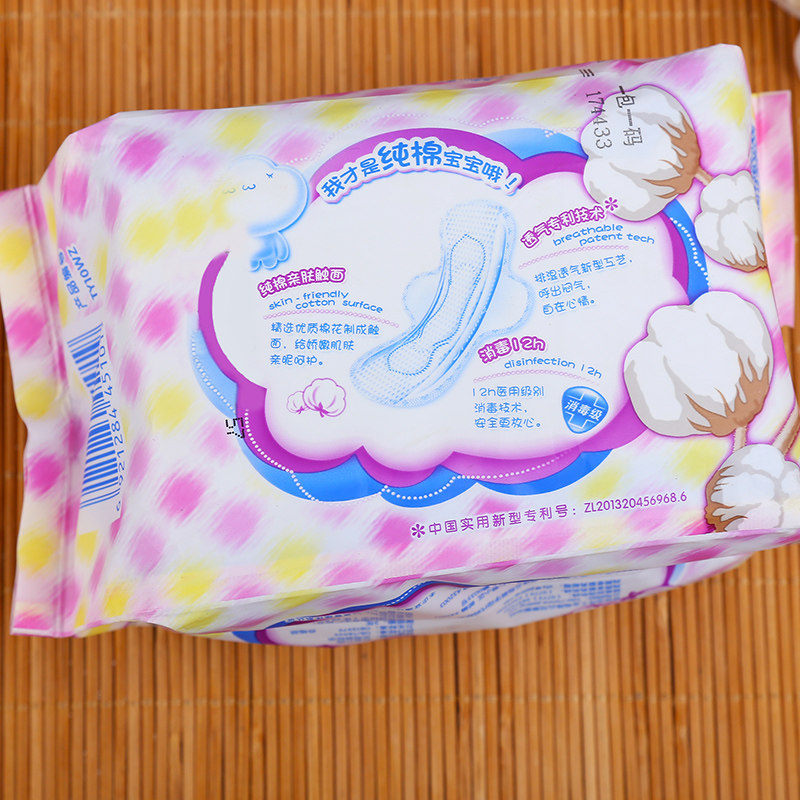 一包一码
174433
我才是纯棉宝宝哦！
透气专利技术*
breathable
patent tech
排湿透气新型工艺，
呼出闷气，
自在心情。
纯棉亲肤触面
skin-friendly
cotton surface
精选优质棉花制成触
面，给娇嫩肌肤
亲昵呵护。
消毒12h
disinfection 12h
12h医用级别
消毒技术，
安全更放心。
消毒级
*中国实用新型专利号：ZL201320456968.6
TY10WZ